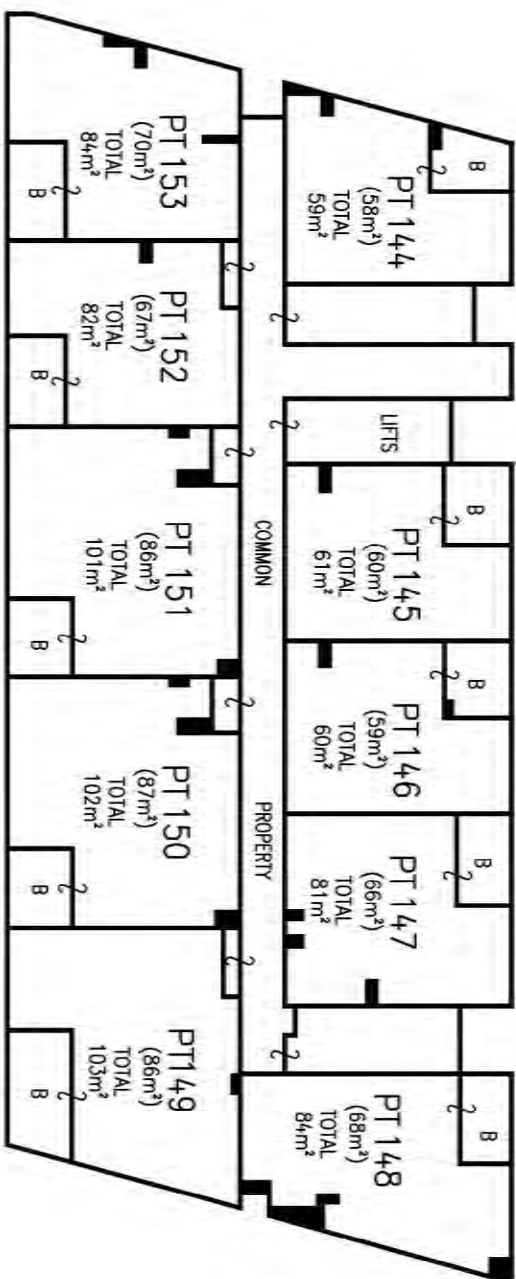 PT 144
(58m²)
TOTAL
59m²
B
LIFTS
PT 145
(60m²)
TOTAL
61m²
B
PT 146
(59m²)
TOTAL
60m²
B
PT 147
(66m²)
TOTAL
81m²
B
PT 148
(68m²)
TOTAL
84m²
B
COMMON PROPERTY
PT 153
(70m²)
TOTAL
84m²
B
PT 152
(67m²)
TOTAL
82m²
B
PT 151
(86m²)
TOTAL
101m²
B
PT 150
(87m²)
TOTAL
102m²
B
PT149
(86m²)
TOTAL
103m²
B